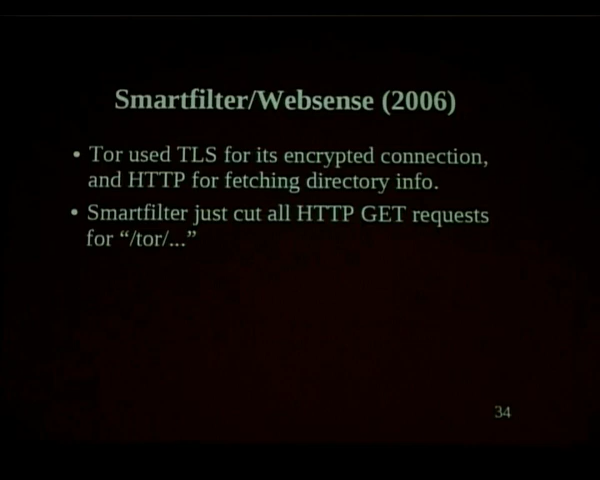 Smartfilter/Websense (2006)
• Tor used TLS for its encrypted connection,
and HTTP for fetching directory info.
• Smartfilter just cut all HTTP GET requests
for “/tor/...”
34